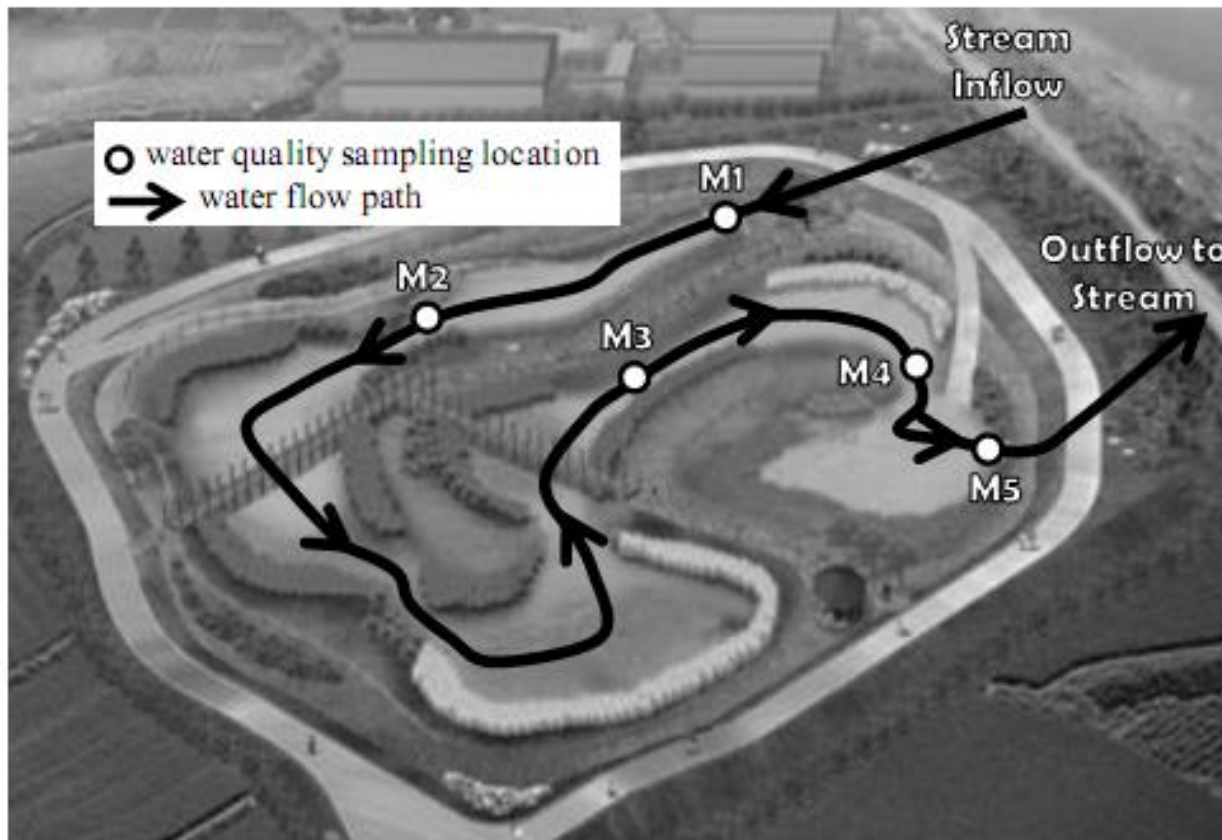 Stream
Inflow
water quality sampling location
water flow path
M1
Outflow to
Stream
M2
M3
M4
M5